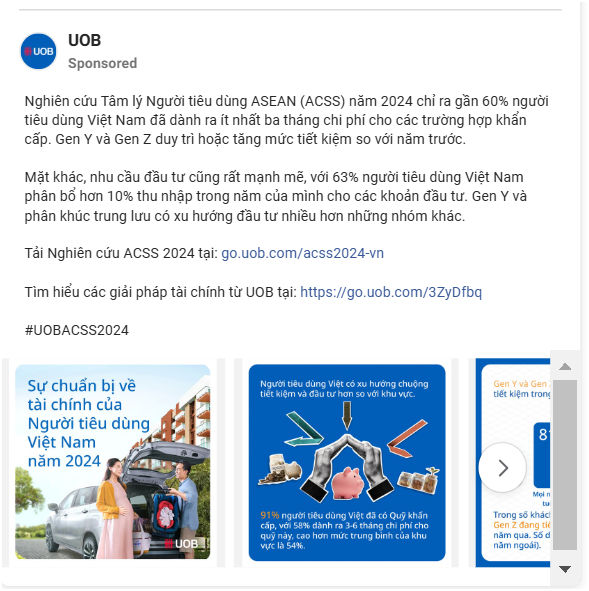 UOB
UOB
Sponsored
Nghiên cứu Tâm lý Người tiêu dùng ASEAN (ACSS) năm 2024 chỉ ra gần 60% người
tiêu dùng Việt Nam đã dành ra ít nhất ba tháng chi phí cho các trường hợp khẩn
cấp. Gen Y và Gen Z duy trì hoặc tăng mức tiết kiệm so với năm trước.
Mặt khác, nhu cầu đầu tư cũng rất mạnh mẽ, với 63% người tiêu dùng Việt Nam
phân bổ hơn 10% thu nhập trong năm của mình cho các khoản đầu tư. Gen Y và
phân khúc trung lưu có xu hướng đầu tư nhiều hơn những nhóm khác.
Tải Nghiên cứu ACSS 2024 tại: go.uob.com/acss2024-vn
Tìm hiểu các giải pháp tài chính từ UOB tại: https://go.uob.com/3ZyDfbq
#UOBACSS2024
Sự chuẩn bị về
tài chính của
Người tiêu dùng
Việt Nam
năm 2024
UOB
Người tiêu dùng Việt có xu hướng chuộng
tiết kiệm và đầu tư hơn so với khu vực.
91% người tiêu dùng Việt đã có Quỹ khẩn
cấp, với 58% dành ra 3-6 tháng chi phí cho
quỹ này, cao hơn mức trung bình của khu
vực là 54%.
Gen Y và Gen
tiết kiệm trong
8
Mọi n
tu
Trong số khác
Gen Z đang ti
năm qua. Số d
năm ngoái).